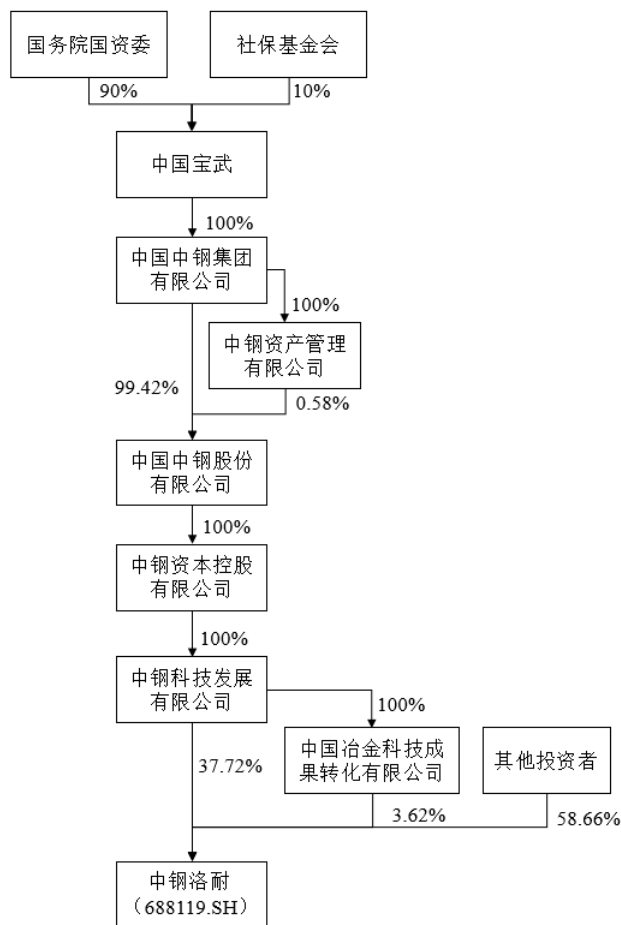 国务院国资委
社保基金会
90%
10%
中国宝武
100%
中国中钢集团
有限公司
100%
中钢资产管理
有限公司
99.42%
0.58%
中国中钢股份
有限公司
100%
中钢资本控股
有限公司
100%
中钢科技发展
有限公司
100%
中国冶金科技成
果转化有限公司
其他投资者
37.72%
3.62%
58.66%
中钢洛耐
（688119.SH）